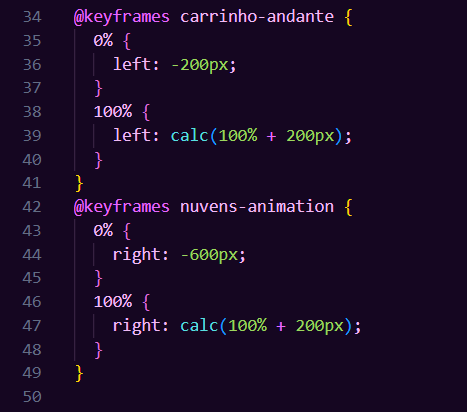 34 @keyframes carrinho-andante {
35   0% {
36     left: -200px;
37   }
38   100% {
39     left: calc(100% + 200px);
40   }
41 }
42 @keyframes nuvens-animation {
43   0% {
44     right: -600px;
45   }
46   100% {
47     right: calc(100% + 200px);
48   }
49 }
50